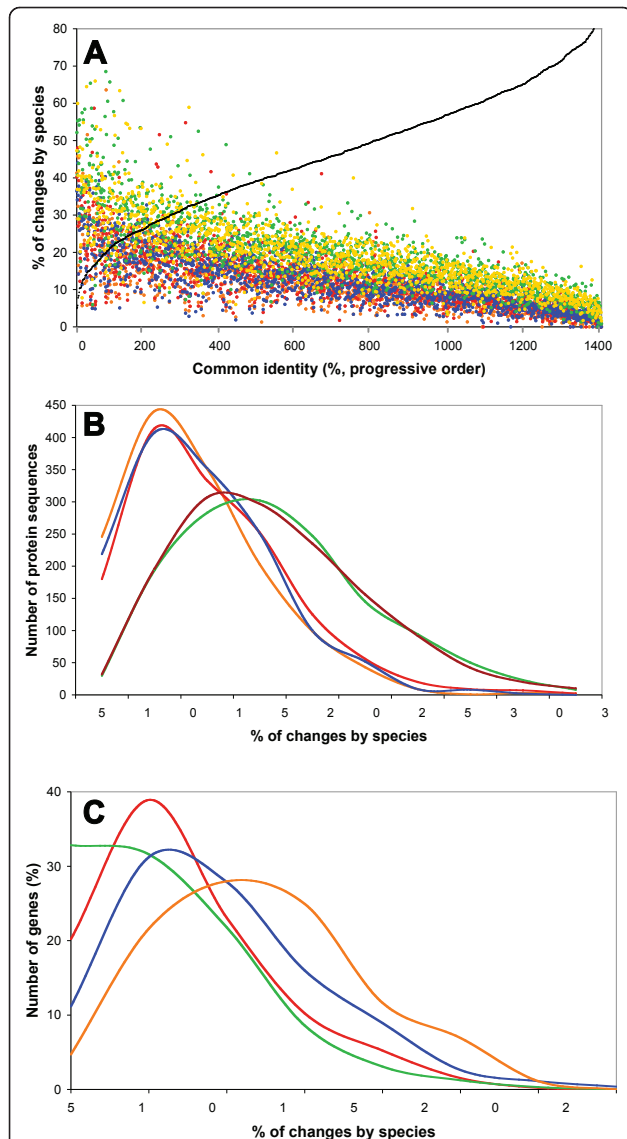 A
80
70
60
50
40
30
20
10
0
% of changes by species
0 200 400 600 800 1000 1200 1400
Common identity (%, progressive order)
B
450
400
350
300
250
200
150
100
50
0
Number of protein sequences
5 1 0 1 5 2 0 2 5 3 0 3
% of changes by species
C
40
30
20
10
0
Number of genes (%)
5 1 0 1 5 2 0 2
% of changes by species